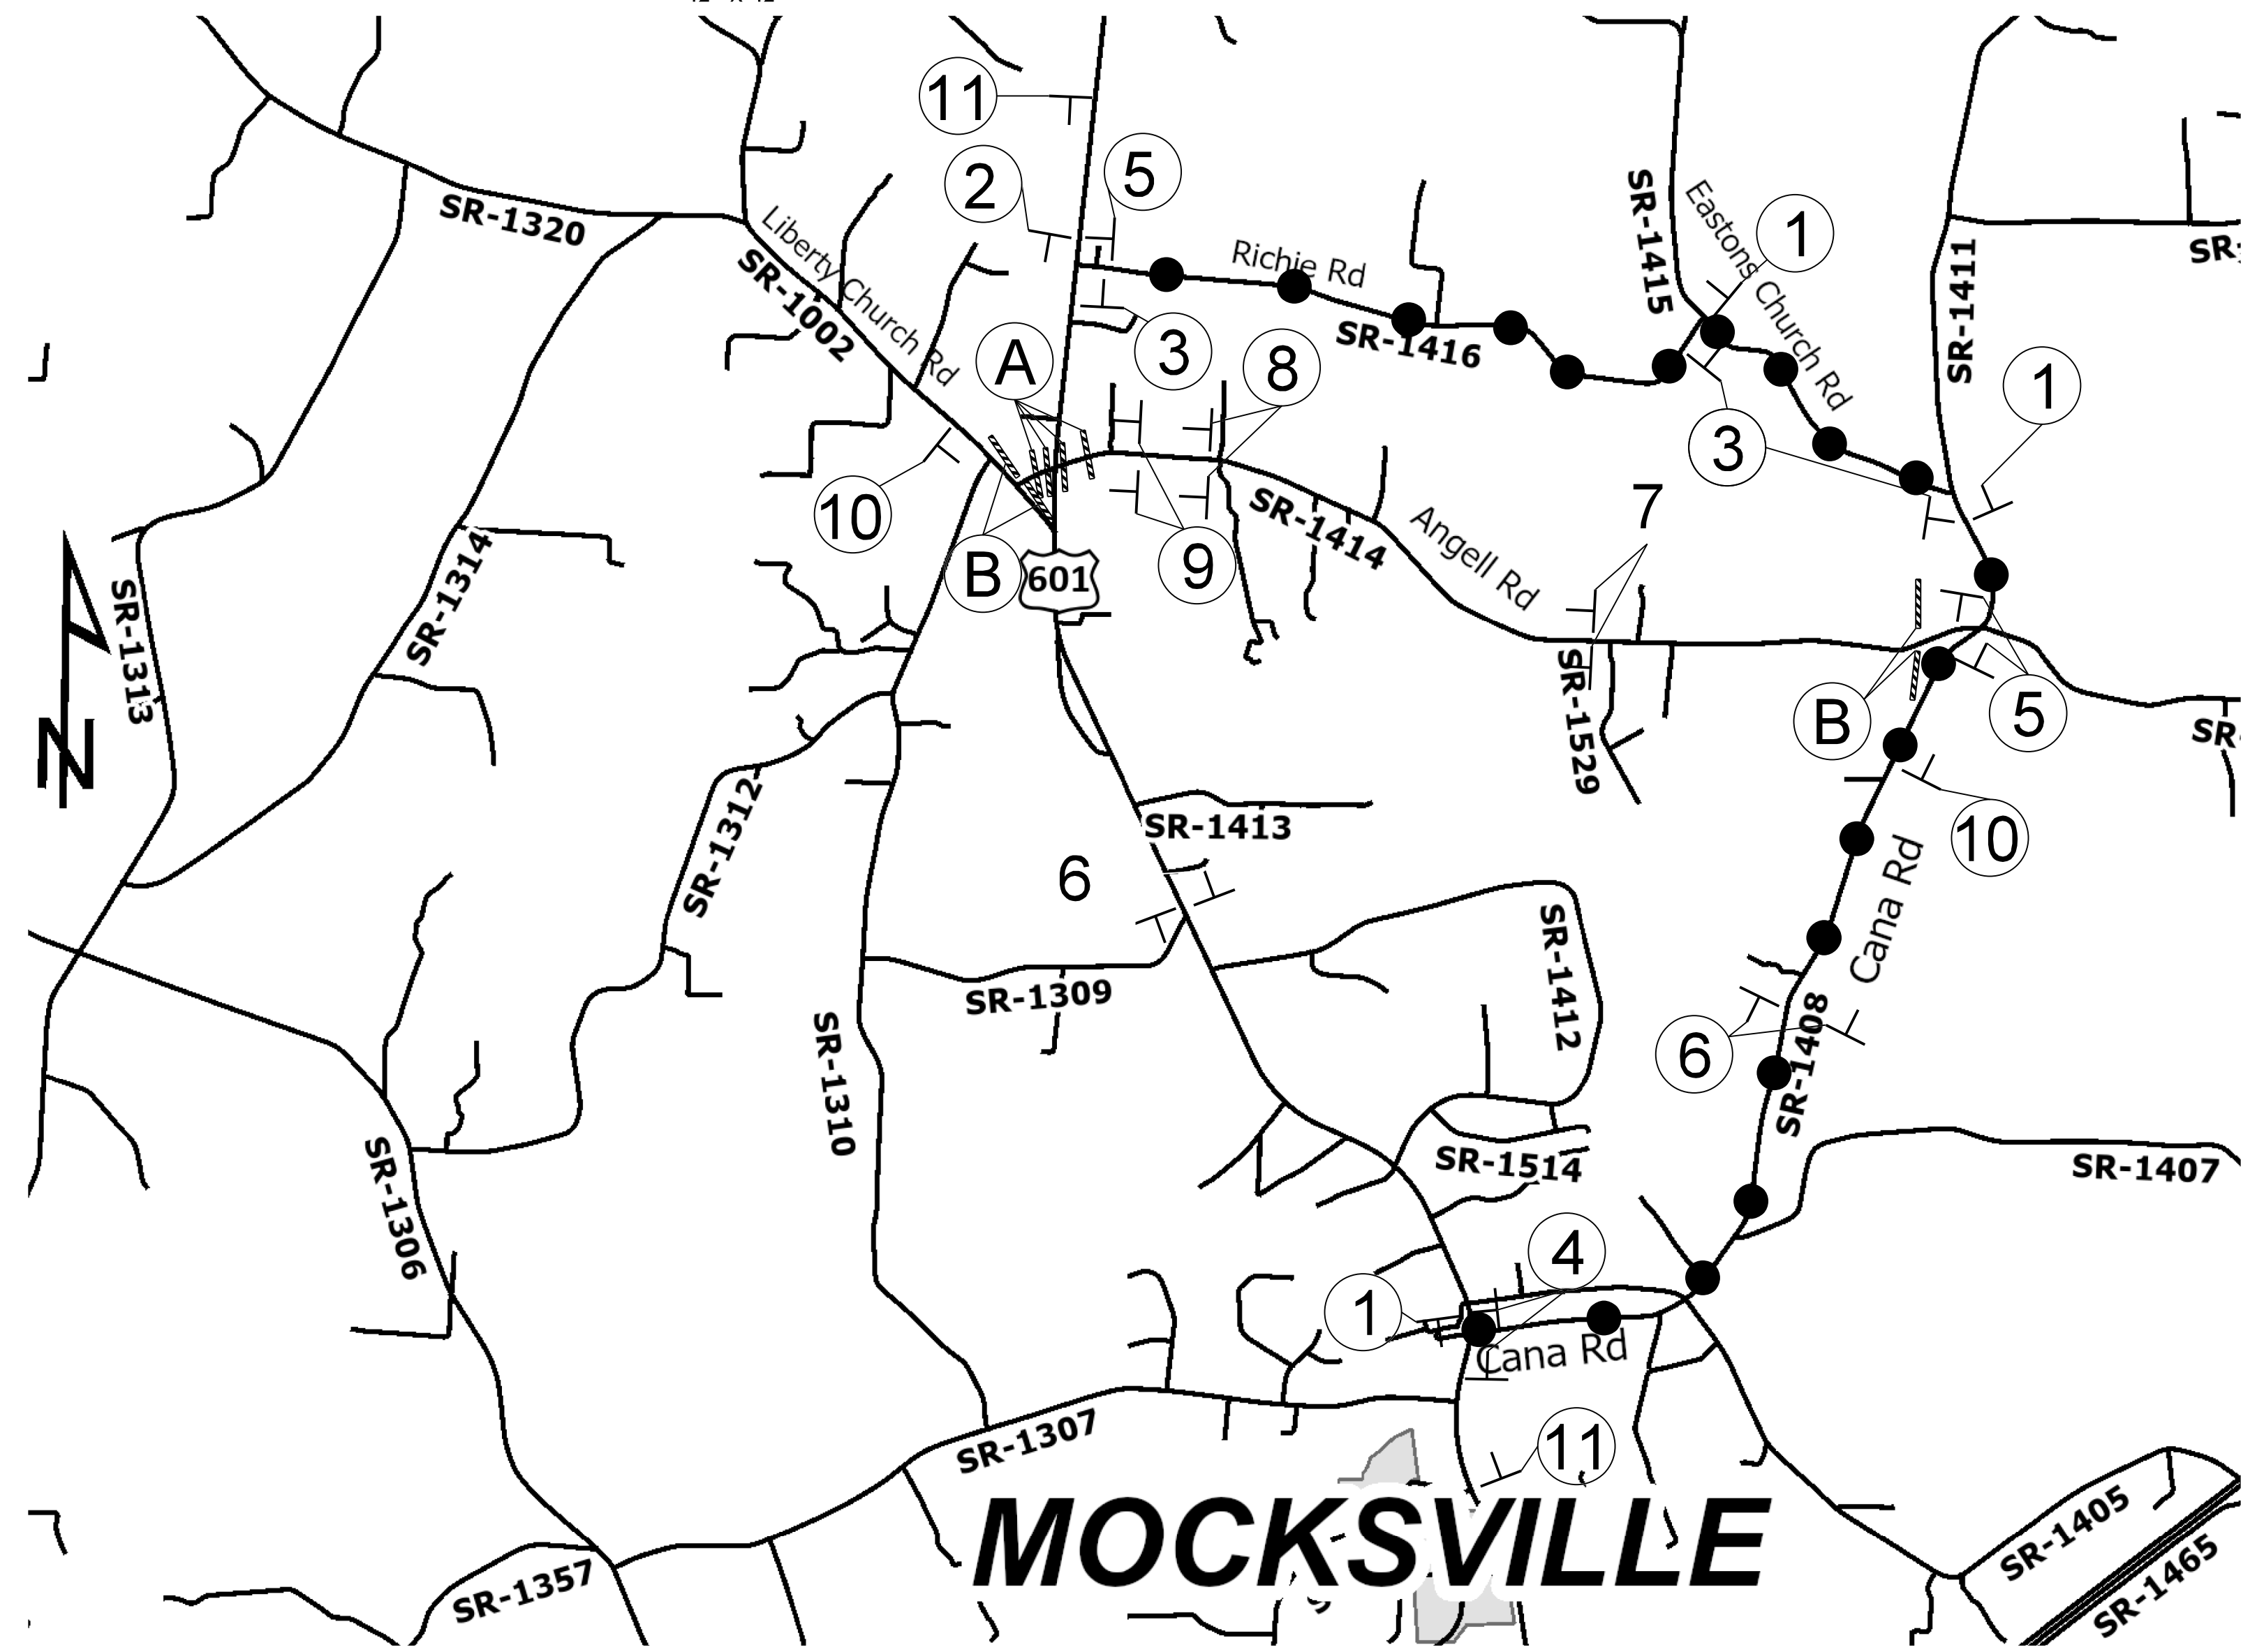 11
2
5
SR-1320
Liberty Church Rd
SR-1002
Richie Rd
SR-1415
Eastons Church Rd
1
SR-1411
SR-
A
3
8
SR-1416
1
3
10
B
601
9
SR-1414
Angell Rd
7
SR-1313
SR-1314
N
SR-1529
B
5
SR-
SR-1312
SR-1413
10
6
Cana Rd
SR-1309
SR-1412
SR-1310
6
SR-1408
SR-1306
SR-1514
SR-1407
4
1
Cana Rd
SR-1307
11
MOCKSVILLE
SR-1357
SR-1405
SR-1465